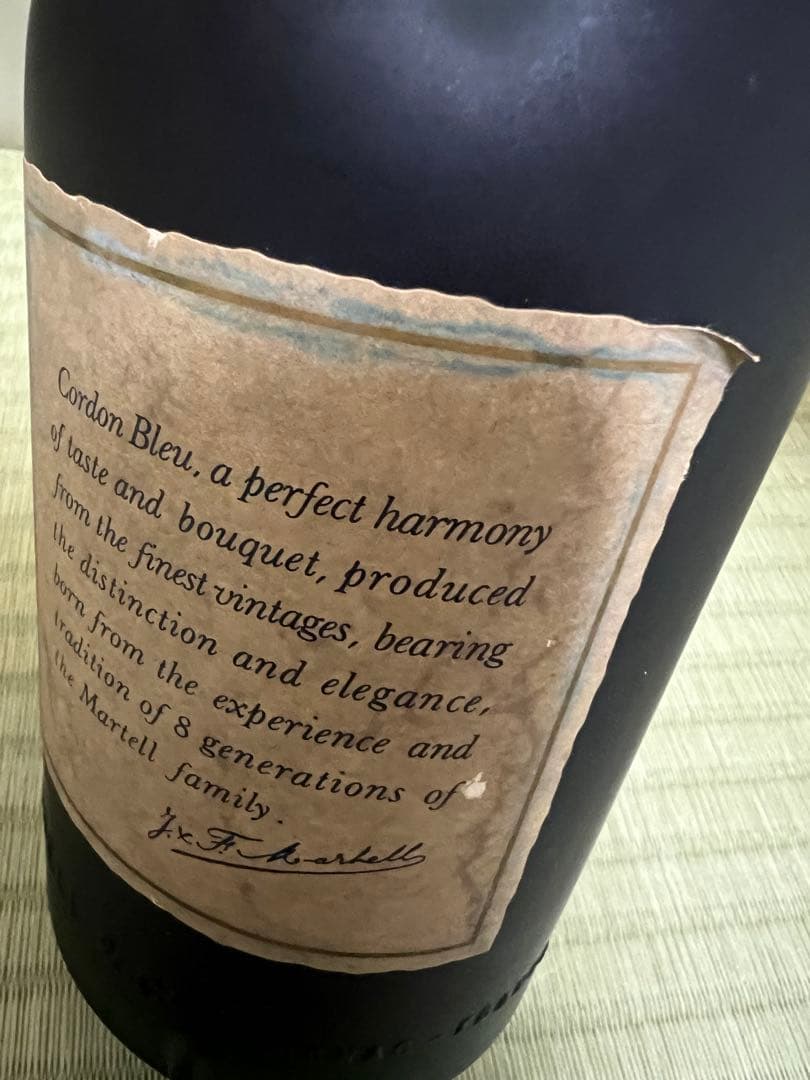 Cordon Bleu, a perfect harmony
of taste and bouquet, produced
from the finest vintages, bearing
the distinction and elegance,
born from the experience and
tradition of 8 generations of
the Martell family.
J. & F. Martell